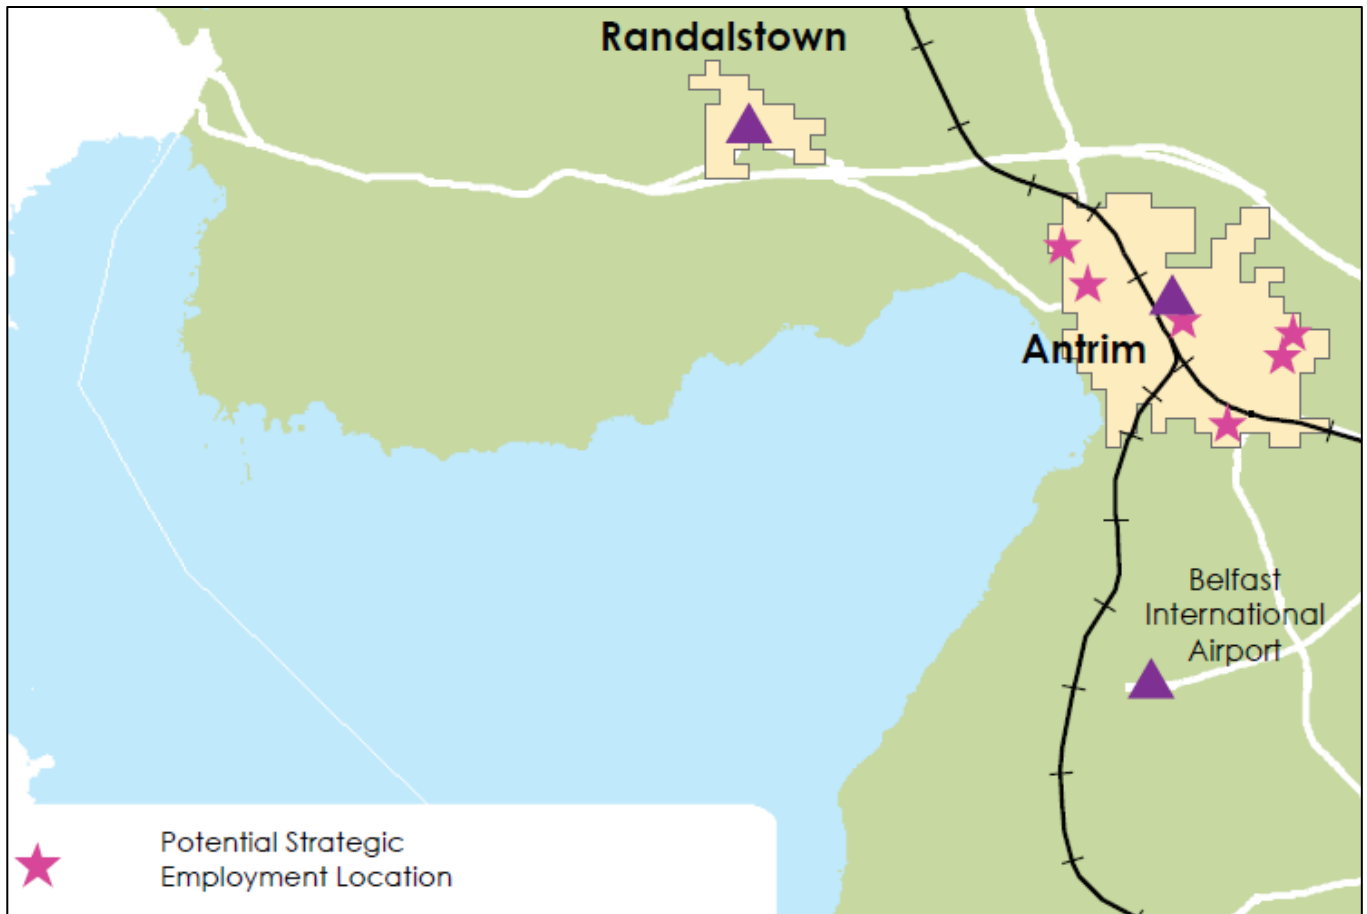 Randalstown
Antrim
Belfast
International
Airport
Potential Strategic
Employment Location